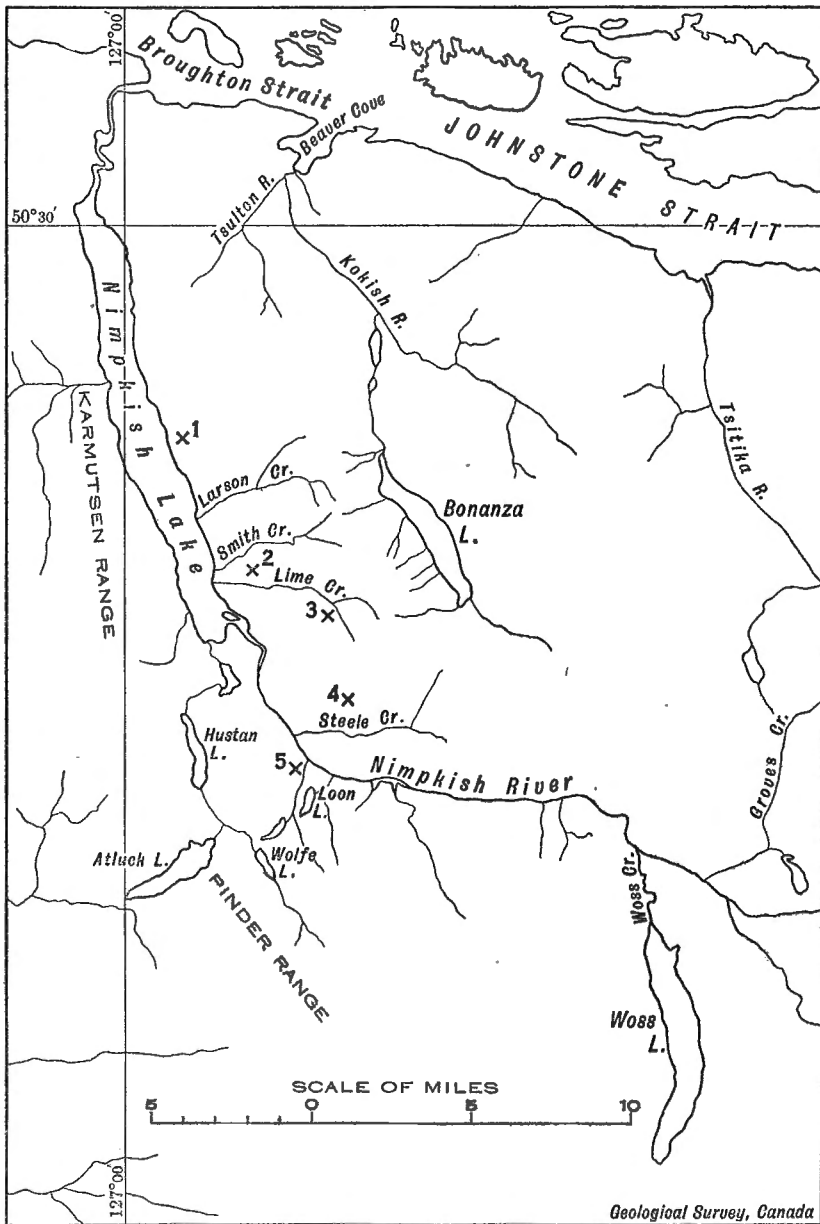 127°00'
Broughton Strait
Beaver Cove
JOHNSTONE STRAIT
50°30'
Tsulton R.
Kokish R.
Nimpkish Lake
KARMUTSEN RANGE
Tsitika R.
1
Larson Cr.
Bonanza
L.
Smith Cr.
2
Lime Cr.
3
4
Steele Cr.
Hustan
L.
5
Nimpkish River
Loon
L.
Groves Cr.
Atluck L.
Wolfe
L.
Woss Cr.
PINDER RANGE
Woss
L.
SCALE OF MILES
5 0 5 10
127°00'
Geological Survey, Canada